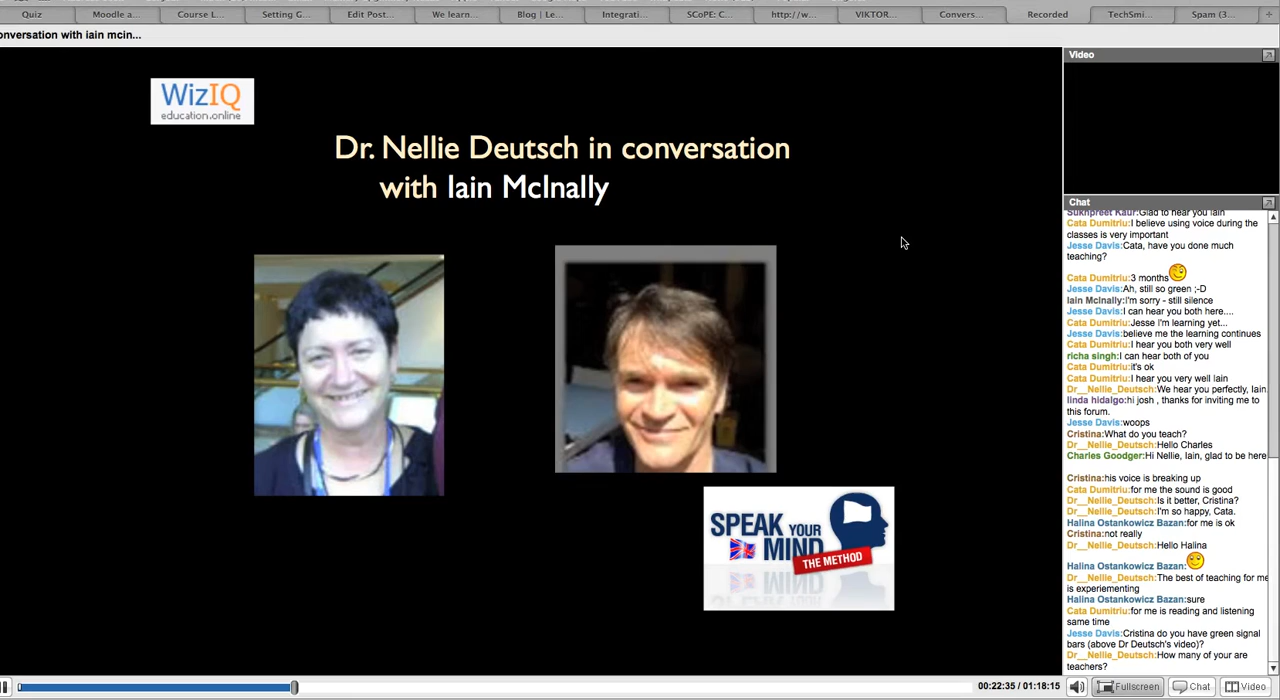 Quiz
Moodle a...
Course L...
Setting G...
Edit Post...
We learn...
Blog | Le...
Integrati...
SCoPE: C...
http://w...
VIKTOR...
Convers...
Recorded
TechSmi...
Spam (3...
onversation with iain mcin...
Video
WizIQ
education.online
Dr. Nellie Deutsch in conversation
with Iain McInally
SPEAK YOUR
MIND
THE METHOD
Chat
Sukhpreet Kaur:Glad to hear you Iain
Cata Dumitriu:I believe using voice during the
classes is very important
Jesse Davis:Cata, have you done much
teaching?
Cata Dumitriu:3 months
Jesse Davis:Ah, still so green ;-D
Iain McInally:i'm sorry - still silence
Jesse Davis:I can hear you both here....
Cata Dumitriu:Jesse I'm learning yet...
Jesse Davis:believe me the learning continues
Cata Dumitriu:I hear you both very well
richa singh:I can hear both of you
Cata Dumitriu:it's ok
Cata Dumitriu:I hear you very well Iain
Dr__Nellie_Deutsch:We hear you perfectly, Iain.
linda hidalgo:hi josh , thanks for inviting me to
this forum.
Jesse Davis:woops
Cristina:What do you teach?
Dr__Nellie_Deutsch:Hello Charles
Charles Goodger:Hi Nellie, Iain, glad to be here
Cristina:his voice is breaking up
Cata Dumitriu:for me the sound is good
Dr__Nellie_Deutsch:Is it better, Cristina?
Dr__Nellie_Deutsch:I'm so happy, Cata.
Halina Ostankowicz Bazan:for me is ok
Cristina:not really
Dr__Nellie_Deutsch:Hello Halina
Halina Ostankowicz Bazan:
Dr__Nellie_Deutsch:The best of teaching for me
is experiementing
Halina Ostankowicz Bazan:sure
Cata Dumitriu:for me is reading and listening
same time
Jesse Davis:Cristina do you have green signal
bars (above Dr Deutsch's video)?
Dr__Nellie_Deutsch:How many of your are
teachers?
00:22:35 / 01:18:15
Fullscreen
Chat
Video